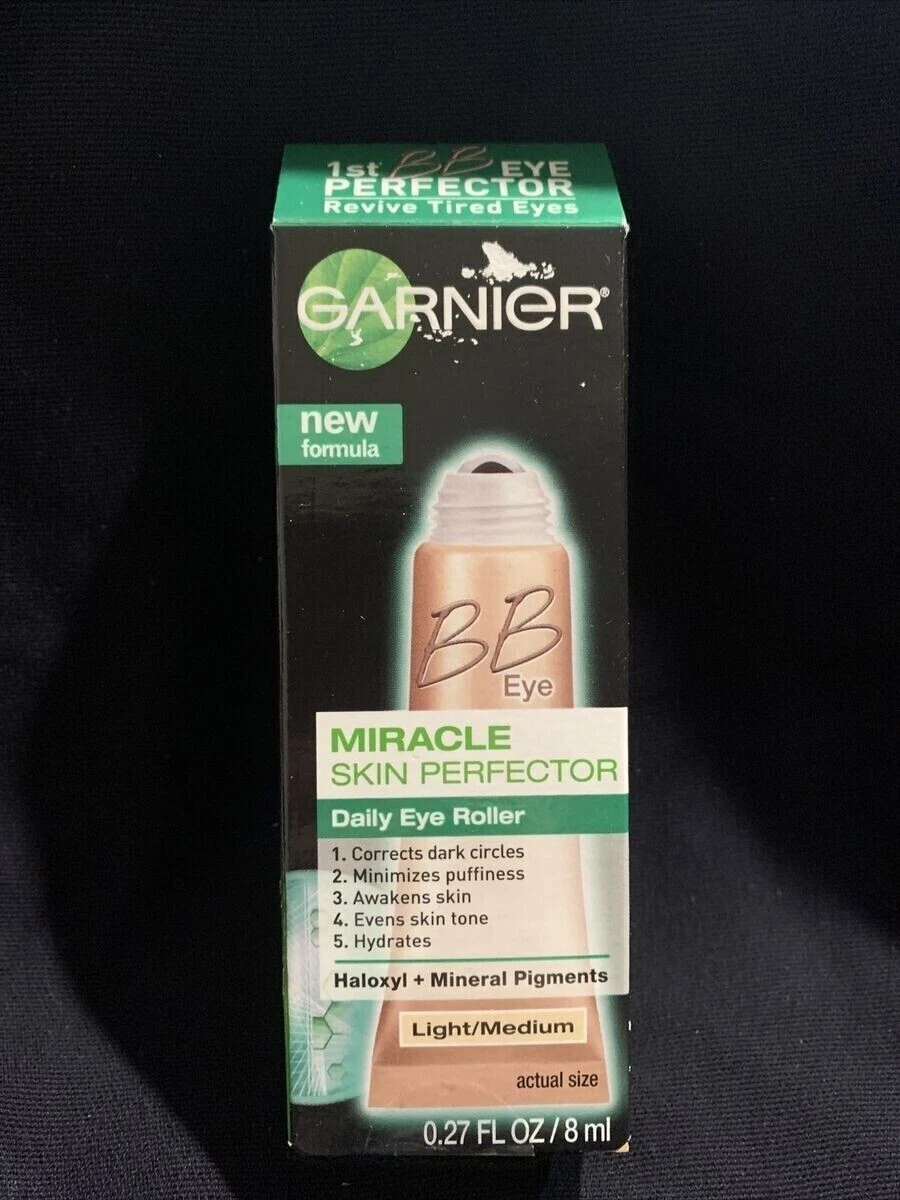 1st BB EYE
PERFECTOR
Revive Tired Eyes
GARNIER®
new
formula
BB
Eye
MIRACLE
SKIN PERFECTOR
Daily Eye Roller
1. Corrects dark circles
2. Minimizes puffiness
3. Awakens skin
4. Evens skin tone
5. Hydrates
Haloxyl + Mineral Pigments
Light/Medium
actual size
0.27 FL OZ / 8 ml